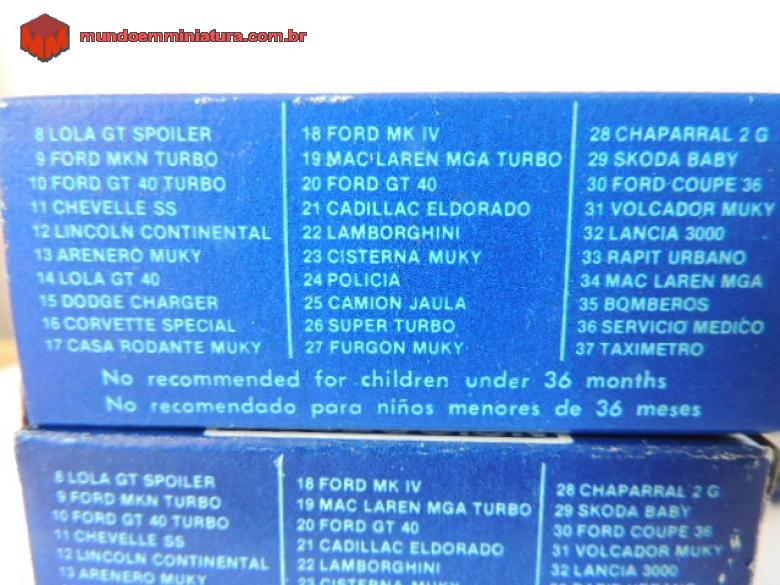 mundoemminiatura.com.br
8 LOLA GT SPOILER
9 FORD MKN TURBO
10 FORD GT 40 TURBO
11 CHEVELLE SS
12 LINCOLN CONTINENTAL
13 ARENERO MUKY
14 LOLA GT 40
15 DODGE CHARGER
16 CORVETTE SPECIAL
17 CASA RODANTE MUKY
18 FORD MK IV
19 MAC LAREN MGA TURBO
20 FORD GT 40
21 CADILLAC ELDORADO
22 LAMBORGHINI
23 CISTERNA MUKY
24 POLICIA
25 CAMION JAULA
26 SUPER TURBO
27 FURGON MUKY
28 CHAPARRAL 2 G
29 SKODA BABY
30 FORD COUPE 36
31 VOLCADOR MUKY
32 LANCIA 3000
33 RAPIT URBANO
34 MAC LAREN MGA
35 BOMBEROS
36 SERVICIO MEDICO
37 TAXIMETRO
No recommended for children under 36 months
No recomendado para niños menores de 36 meses
8 LOLA GT SPOILER
9 FORD MKN TURBO
10 FORD GT 40 TURBO
11 CHEVELLE SS
12 LINCOLN CONTINENTAL
13 ARENERO MUKY
18 FORD MK IV
19 MAC LAREN MGA TURBO
20 FORD GT 40
21 CADILLAC ELDORADO
22 LAMBORGHINI
23 CISTERNA MUKY
28 CHAPARRAL 2 G
29 SKODA BABY
30 FORD COUPE 36
31 VOLCADOR MUKY
32 LANCIA 3000